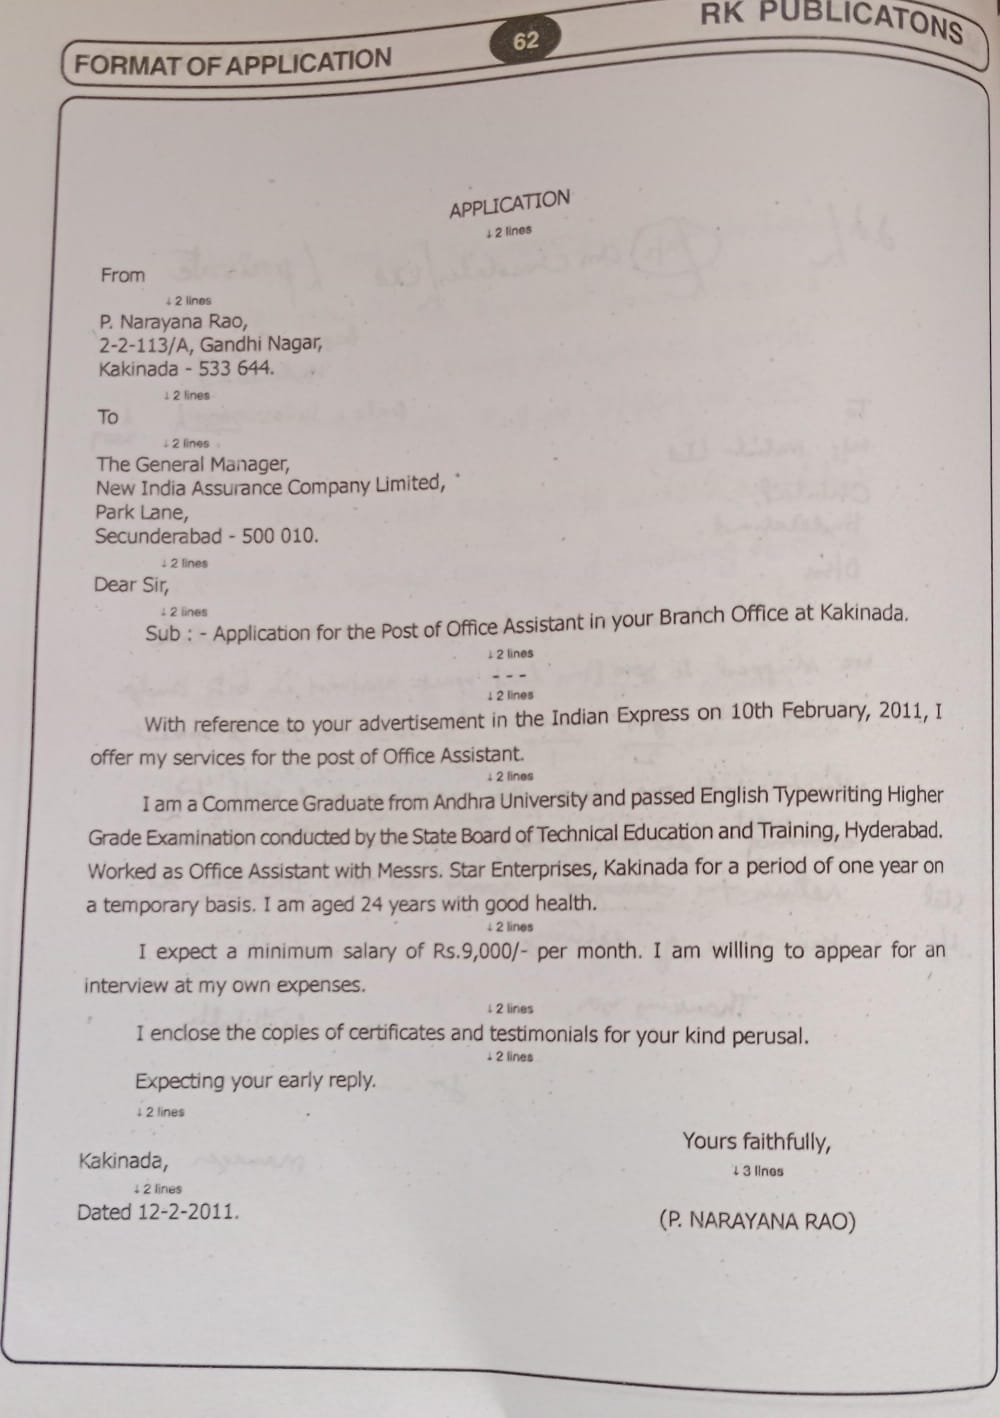 FORMAT OF APPLICATION
62
RK PUBLICATONS
APPLICATION
↓ 2 lines
From
↓ 2 lines
P. Narayana Rao,
2-2-113/A, Gandhi Nagar,
Kakinada - 533 644.
↓ 2 lines
To
↓ 2 lines
The General Manager,
New India Assurance Company Limited,
Park Lane,
Secunderabad - 500 010.
↓ 2 lines
Dear Sir,
↓ 2 lines
Sub : - Application for the Post of Office Assistant in your Branch Office at Kakinada.
↓ 2 lines
- - -
↓ 2 lines
With reference to your advertisement in the Indian Express on 10th February, 2011, I
offer my services for the post of Office Assistant.
↓ 2 lines
I am a Commerce Graduate from Andhra University and passed English Typewriting Higher
Grade Examination conducted by the State Board of Technical Education and Training, Hyderabad.
Worked as Office Assistant with Messrs. Star Enterprises, Kakinada for a period of one year on
a temporary basis. I am aged 24 years with good health.
↓ 2 lines
I expect a minimum salary of Rs.9,000/- per month. I am willing to appear for an
interview at my own expenses.
↓ 2 lines
I enclose the copies of certificates and testimonials for your kind perusal.
↓ 2 lines
Expecting your early reply.
↓ 2 lines
Yours faithfully,
Kakinada,
↓ 3 lines
↓ 2 lines
Dated 12-2-2011.
(P. NARAYANA RAO)